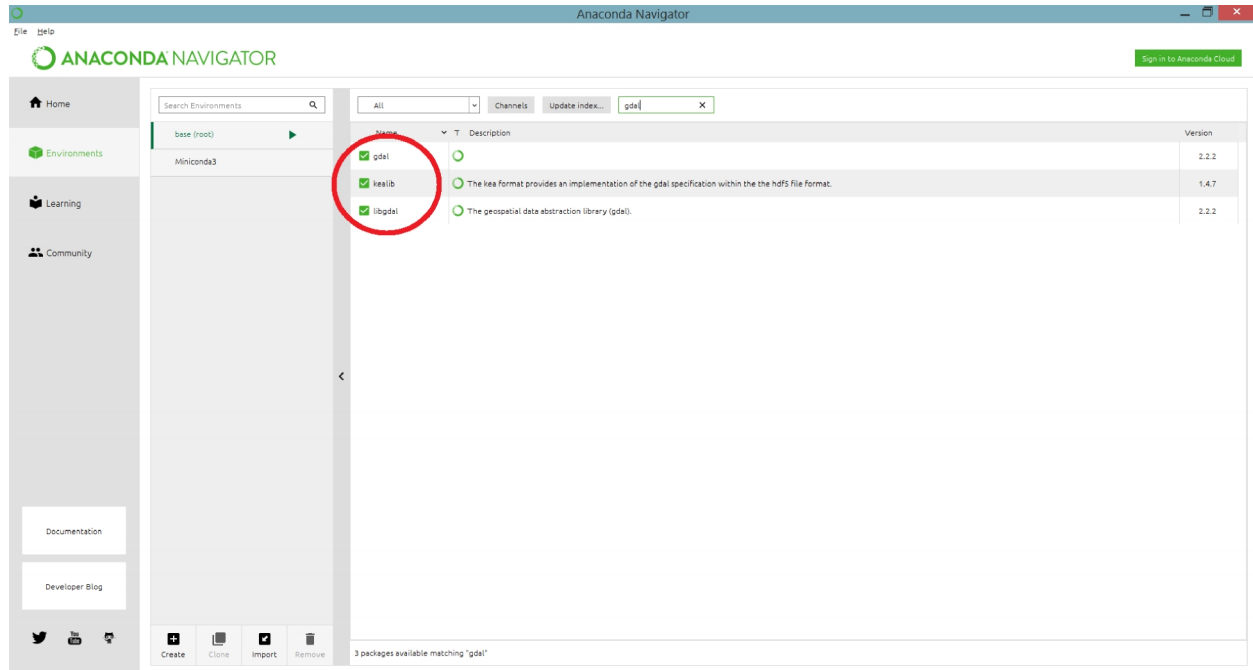 Anaconda Navigator
File Help
ANACONDA NAVIGATOR
Sign in to Anaconda Cloud
Home
Environments
Learning
Community
Documentation
Developer Blog
You Tube
Search Environments
base (root)
Miniconda3
Create Clone Import Remove
All Channels Update index... gdal
Name T Description Version
gdal 2.2.2
kealib The kea format provides an implementation of the gdal specification within the the hdf5 file format. 1.4.7
libgdal The geospatial data abstraction library (gdal). 2.2.2
3 packages available matching "gdal"